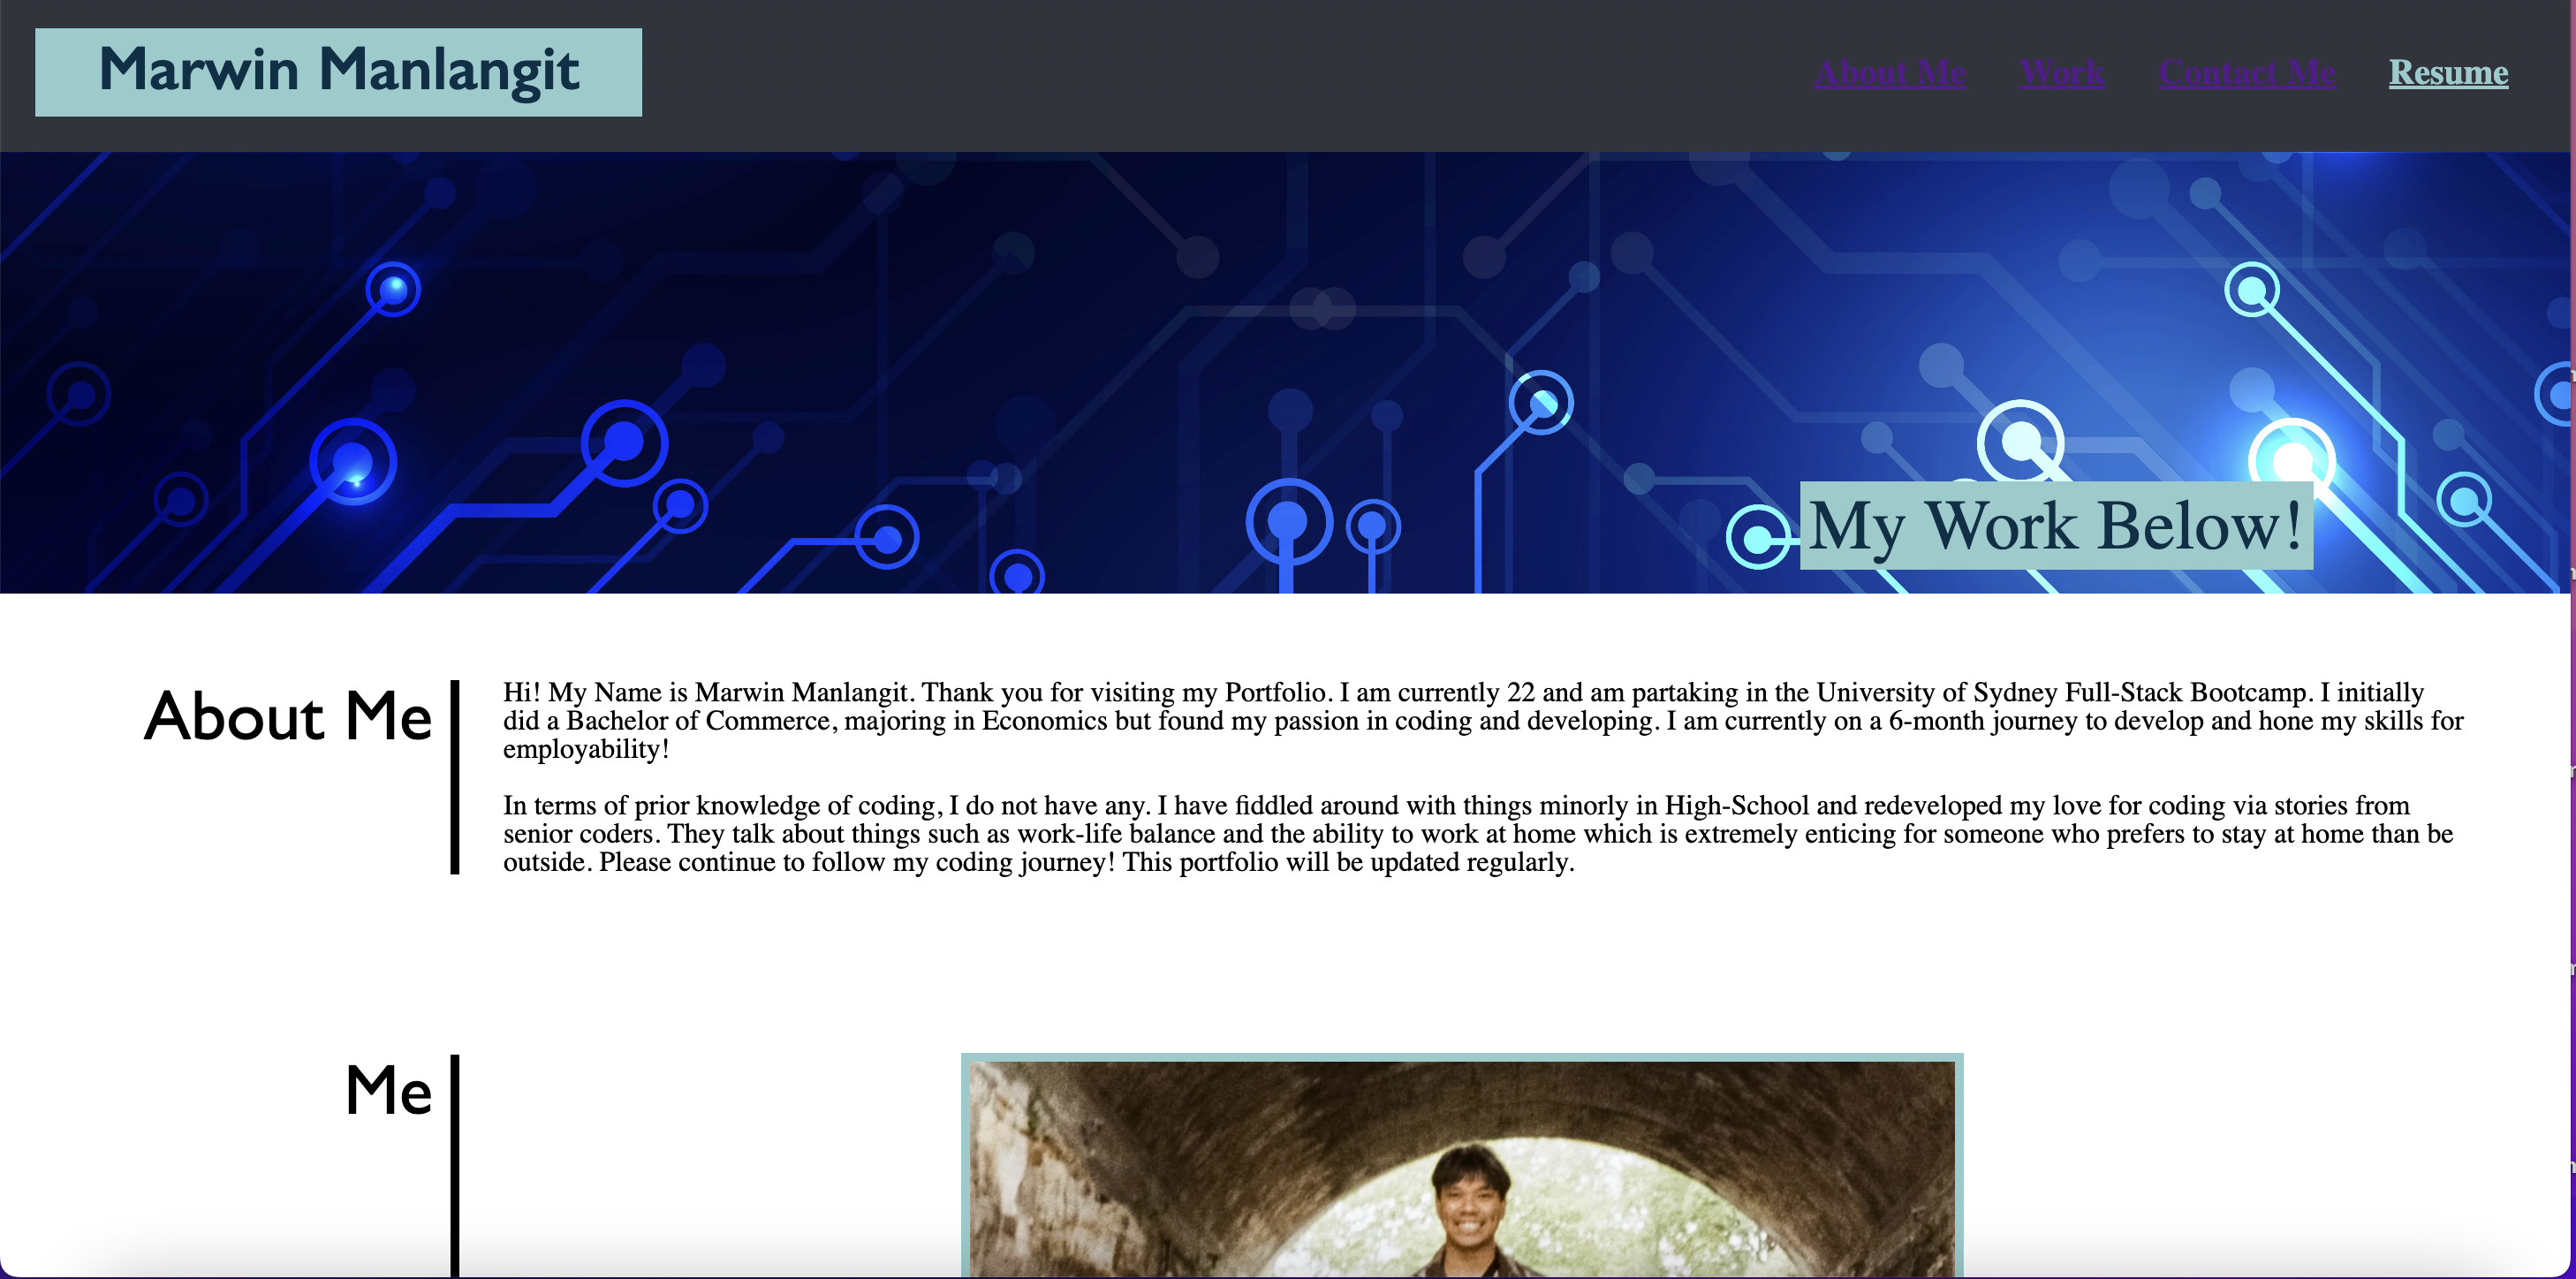 Marwin Manlangit
About Me Work Contact Me Resume
My Work Below!
About Me
Hi! My Name is Marwin Manlangit. Thank you for visiting my Portfolio. I am currently 22 and am partaking in the University of Sydney Full-Stack Bootcamp. I initially
did a Bachelor of Commerce, majoring in Economics but found my passion in coding and developing. I am currently on a 6-month journey to develop and hone my skills for
employability!
In terms of prior knowledge of coding, I do not have any. I have fiddled around with things minorly in High-School and redeveloped my love for coding via stories from
senior coders. They talk about things such as work-life balance and the ability to work at home which is extremely enticing for someone who prefers to stay at home than be
outside. Please continue to follow my coding journey! This portfolio will be updated regularly.
Me